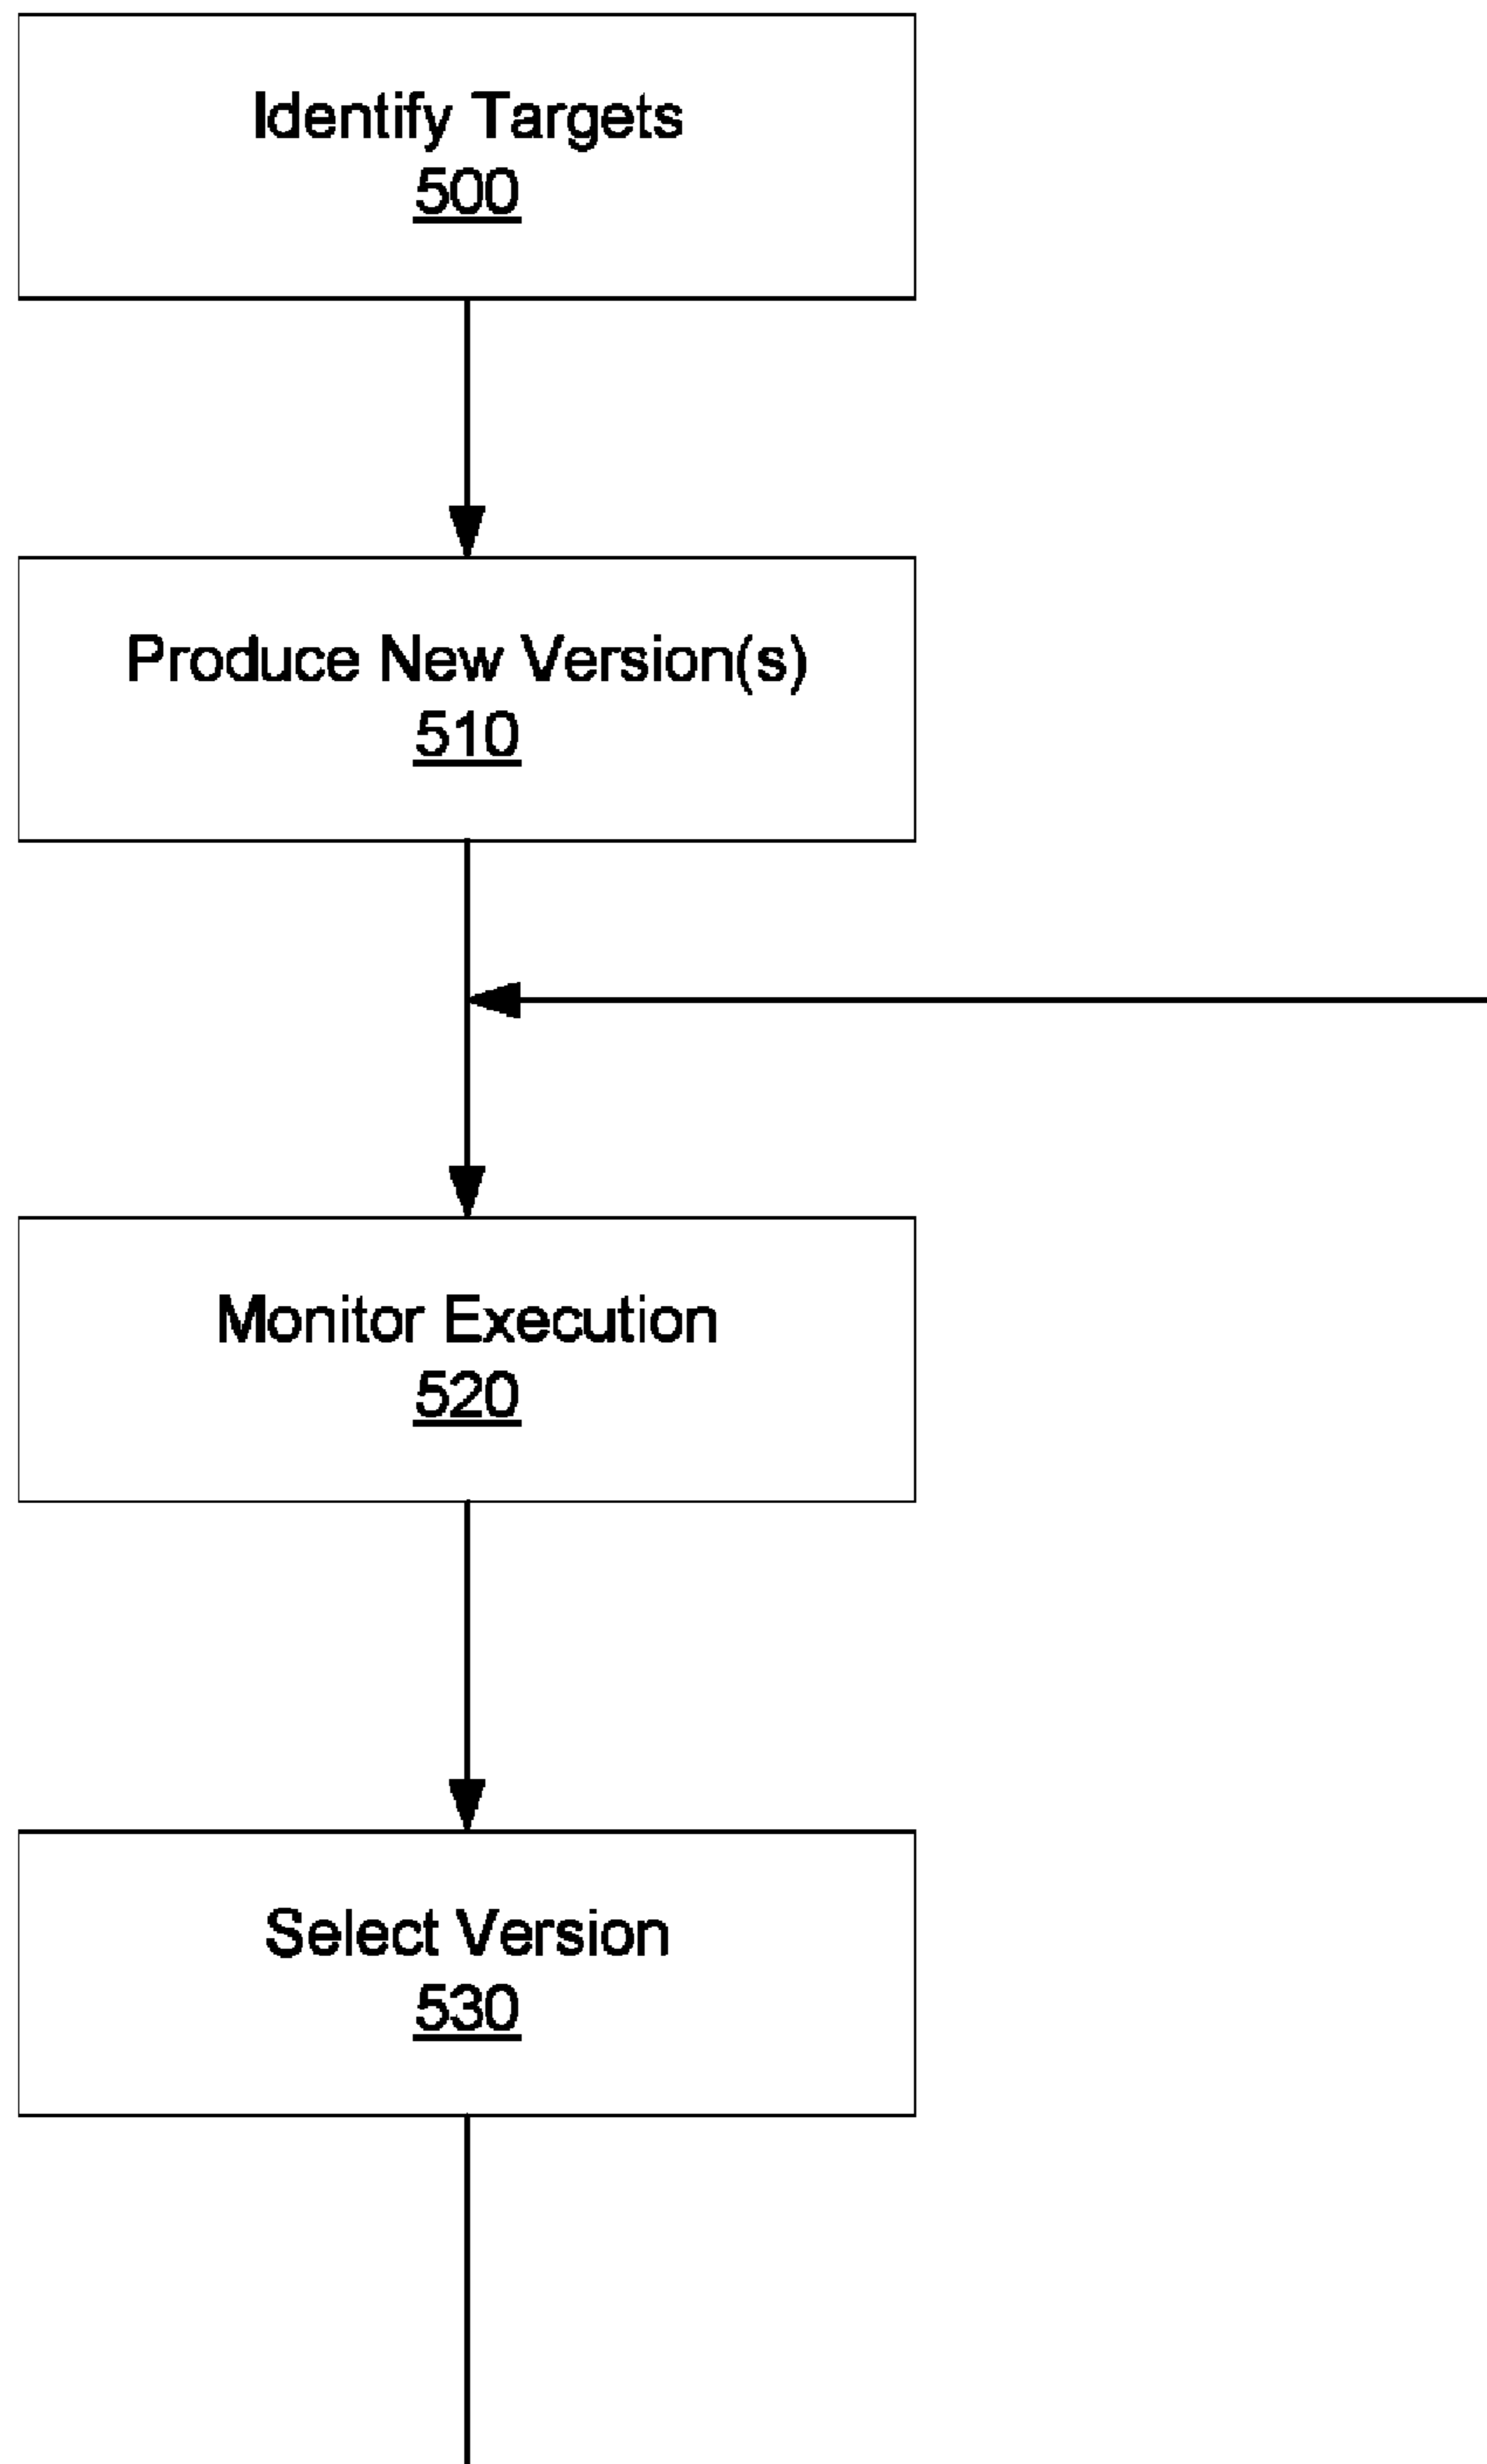 Identify Targets
500
Produce New Version(s)
510
Monitor Execution
520
Select Version
530